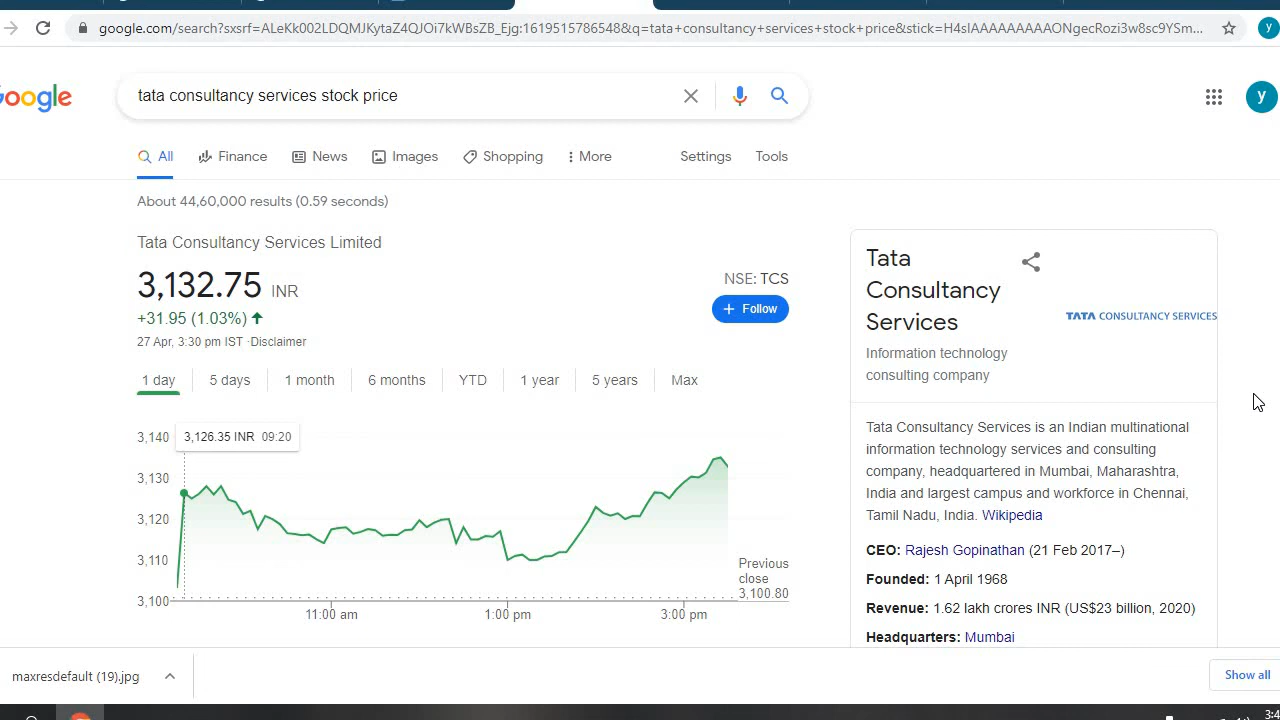 google.com/search?sxsrf=ALeKk002LDQMJKytaZ4QJOi7kWBsZB_Ejg:1619515786548&q=tata+consultancy+services+stock+price&stick=H4sIAAAAAAAAAONgecRozi3w8sc9YSm...
y
Google
tata consultancy services stock price
y
All Finance News Images Shopping More Settings Tools
About 44,60,000 results (0.59 seconds)
Tata Consultancy Services Limited
3,132.75 INR
NSE: TCS
+31.95 (1.03%)
Follow
27 Apr, 3:30 pm IST ·Disclaimer
1 day 5 days 1 month 6 months YTD 1 year 5 years Max
3,126.35 INR 09:20
3,140
3,130
3,120
3,110
3,100
Previous
close
3,100.80
11:00 am 1:00 pm 3:00 pm
Tata
Consultancy
Services
TATA CONSULTANCY SERVICES
Information technology
consulting company
Tata Consultancy Services is an Indian multinational
information technology services and consulting
company, headquartered in Mumbai, Maharashtra,
India and largest campus and workforce in Chennai,
Tamil Nadu, India. Wikipedia
CEO: Rajesh Gopinathan (21 Feb 2017–)
Founded: 1 April 1968
Revenue: 1.62 lakh crores INR (US$23 billion, 2020)
Headquarters: Mumbai
maxresdefault (19).jpg
Show all